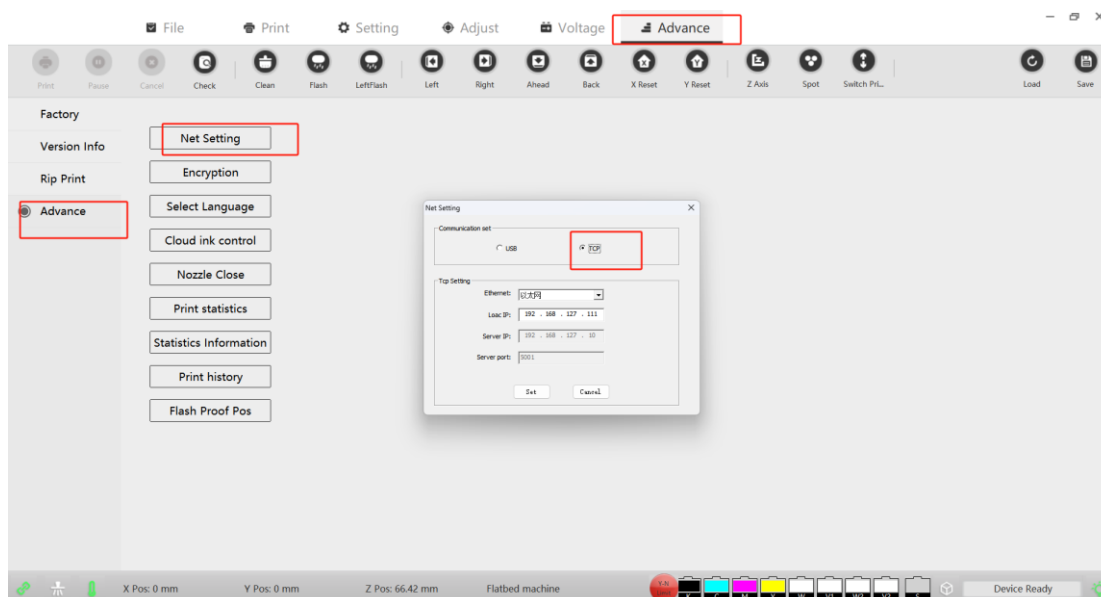 File Print Setting Adjust Voltage Advance
Print Pause Cancel Check Clean Flash LeftFlash Left Right Ahead Back X Reset Y Reset Z Axis Spot Switch Pri... Load Save
Factory
Version Info
Rip Print
Advance
Net Setting
Encryption
Select Language
Cloud ink control
Nozzle Close
Print statistics
Statistics Information
Print history
Flash Proof Pos
Net Setting
Communication set
USB TCP
Tcp Setting
Ethernet: 以太网
Loac IP: 192 . 168 . 127 . 111
Server IP: 192 . 168 . 127 . 10
Server port: 5001
Set Cancel
X Pos: 0 mm Y Pos: 0 mm Z Pos: 66.42 mm Flatbed machine K C M Y W V1 W2 V2 Device Ready